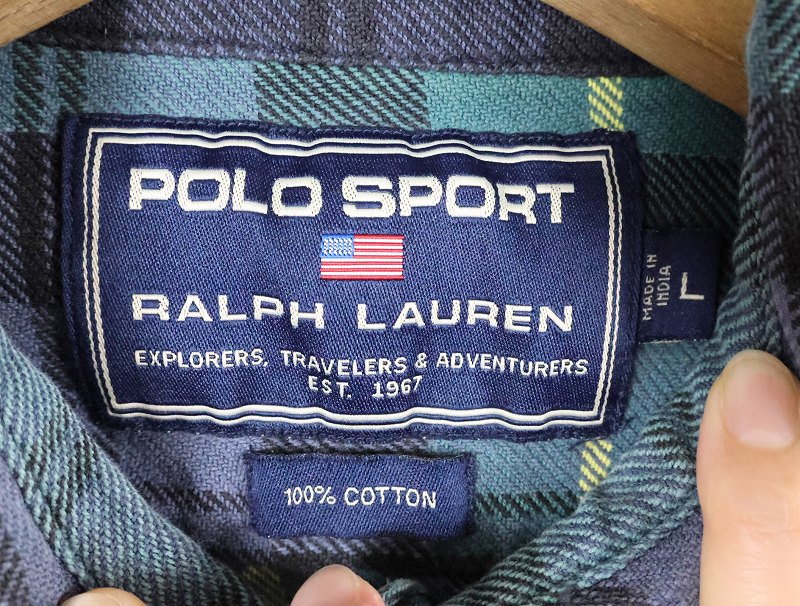 POLO SPORT
RALPH LAUREN
EXPLORERS, TRAVELERS & ADVENTURERS
EST. 1967
MADE IN
INDIA
L
100% COTTON